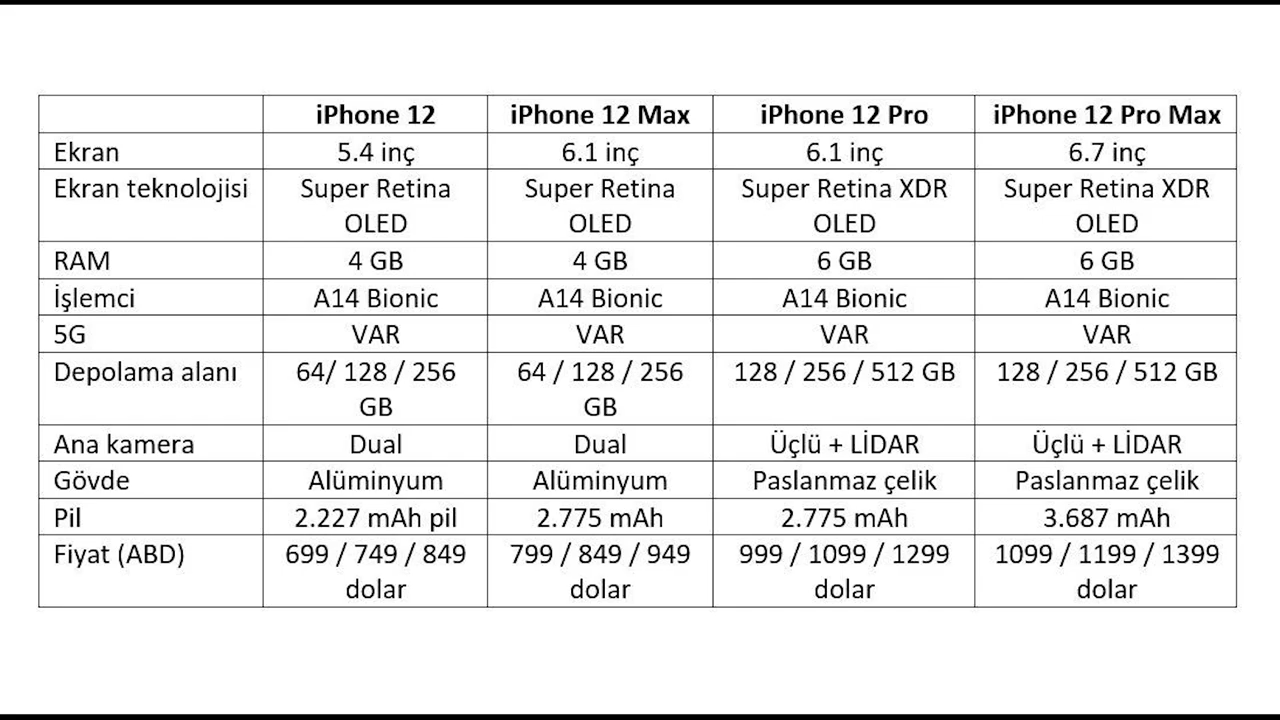 iPhone 12 iPhone 12 Max iPhone 12 Pro iPhone 12 Pro Max
Ekran 5.4 inç 6.1 inç 6.1 inç 6.7 inç
Ekran teknolojisi Super Retina Super Retina Super Retina XDR Super Retina XDR
OLED OLED OLED OLED
RAM 4 GB 4 GB 6 GB 6 GB
İşlemci A14 Bionic A14 Bionic A14 Bionic A14 Bionic
5G VAR VAR VAR VAR
Depolama alanı 64/ 128 / 256 64 / 128 / 256 128 / 256 / 512 GB 128 / 256 / 512 GB
GB GB
Ana kamera Dual Dual Üçlü + LİDAR Üçlü + LİDAR
Gövde Alüminyum Alüminyum Paslanmaz çelik Paslanmaz çelik
Pil 2.227 mAh pil 2.775 mAh 2.775 mAh 3.687 mAh
Fiyat (ABD) 699 / 749 / 849 799 / 849 / 949 999 / 1099 / 1299 1099 / 1199 / 1399
dolar dolar dolar dolar